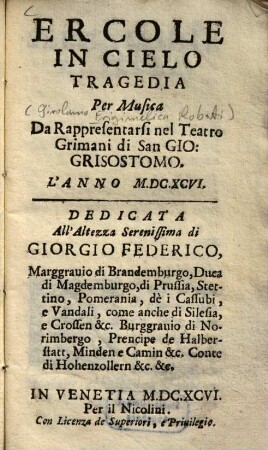 ERCOLE
IN CIELO
TRAGEDIA
Per Musica
(Girolamo Frigimelica Roberti)
Da Rappresentarsi nel Teatro
Grimani di San GIO:
GRISOSTOMO.
L'ANNO M.DC.XCVI.
DEDICATA
All'Altezza Serenissima di
GIORGIO FEDERICO,
Marggrauio di Brandemburgo, Duca
di Magdemburgo, di Prussia, Stet-
tino, Pomerania, dè i Cassubi,
e Vandali, come anche di Silesia,
e Crossen &c. Burggrauio di No-
rimbergo, Prencipe de Halber-
statt, Minden e Camin &c. Conte
di Hohenzollern &c. &c.
IN VENETIA M.DC.XCVI.
Per il Nicolini.
Con Licenza de Superiori, e Priuilegio.